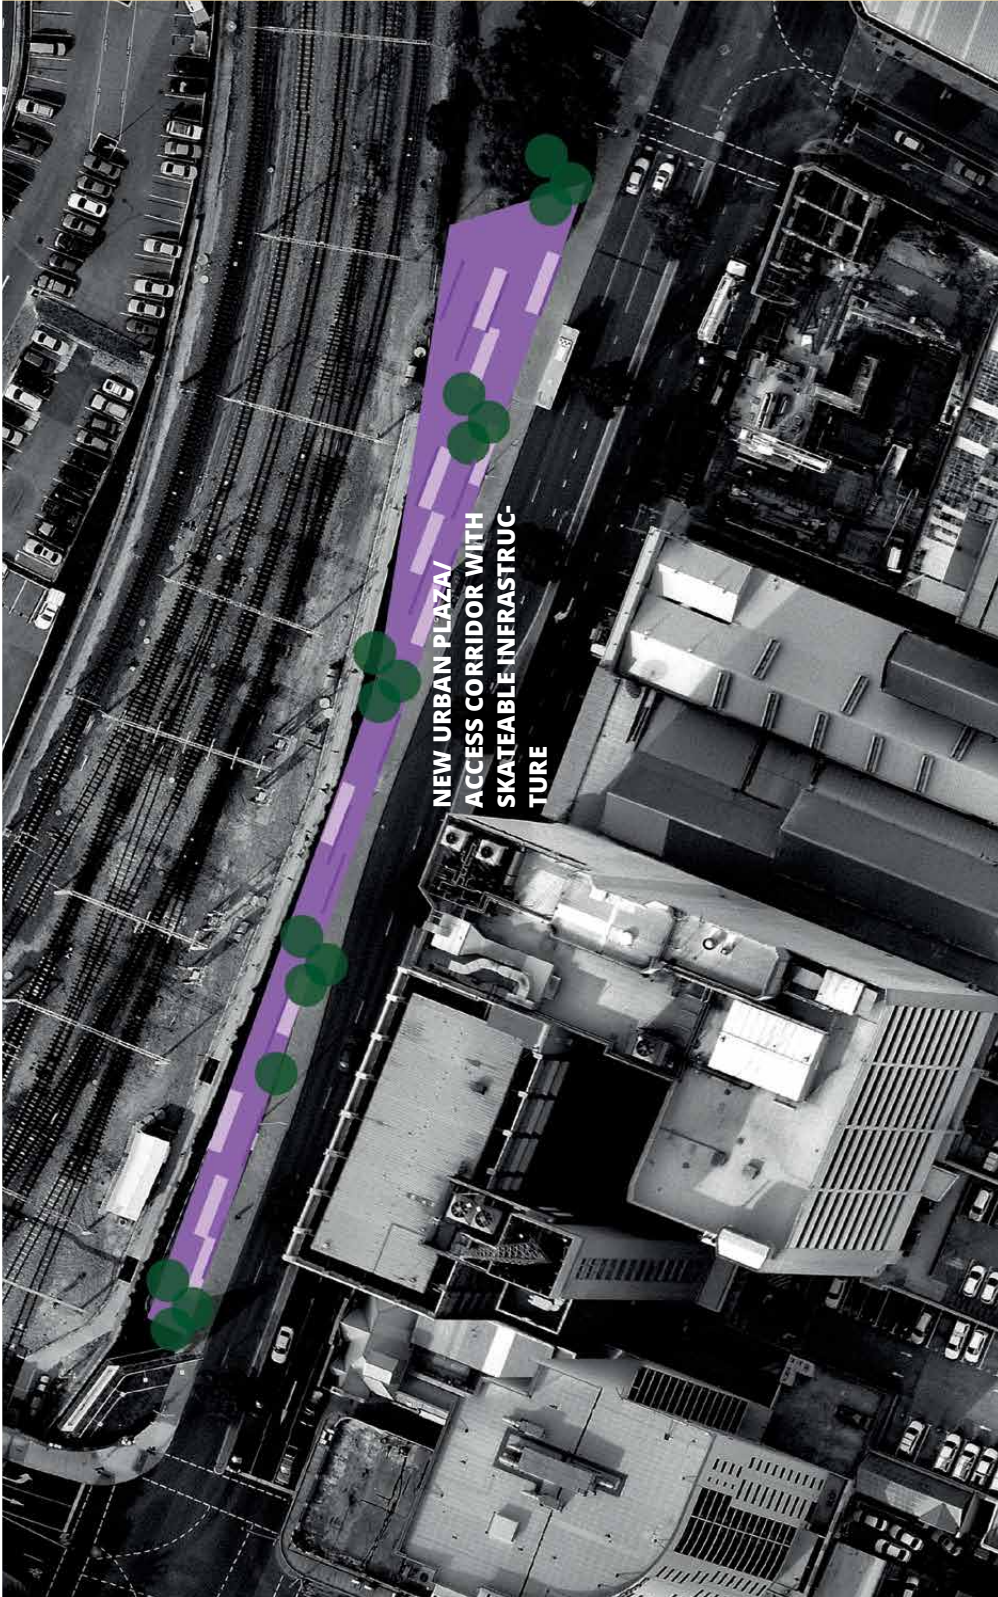 NEW URBAN PLAZA/
ACCESS CORRIDOR WITH
SKATEABLE INFRASTRUC-
TURE